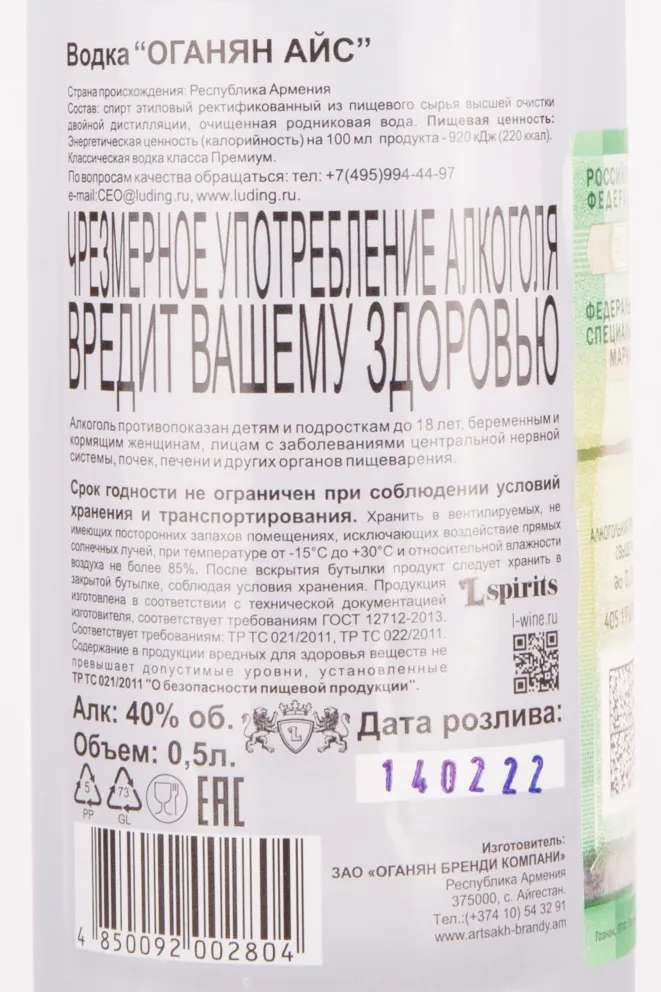 Водка “ОГАНЯН АЙС”
Страна происхождения: Республика Армения
Состав: спирт этиловый ректификованный из пищевого сырья высшей очистки
двойной дистилляции, очищенная родниковая вода. Пищевая ценность:
Энергетическая ценность (калорийность) на 100 мл продукта - 920 кДж (220 ккал).
Классическая водка класса Премиум.
По вопросам качества обращаться: тел: +7(495)994-44-97
e-mail:CEO@luding.ru, www.luding.ru.
ЧРЕЗМЕРНОЕ УПОТРЕБЛЕНИЕ АЛКОГОЛЯ
ВРЕДИТ ВАШЕМУ ЗДОРОВЬЮ
Алкоголь противопоказан детям и подросткам до 18 лет, беременным и
кормящим женщинам, лицам с заболеваниями центральной нервной
системы, почек, печени и других органов пищеварения.
Срок годности не ограничен при соблюдении условий
хранения и транспортирования. Хранить в вентилируемых, не
имеющих посторонних запахов помещениях, исключающих воздействие прямых
солнечных лучей, при температуре от -15°С до +30°С и относительной влажности
воздуха не более 85%. После вскрытия бутылки продукт следует хранить в
закрытой бутылке, соблюдая условия хранения. Продукция
изготовлена в соответствии с технической документацией
изготовителя, соответствует требованиям ГОСТ 12712-2013.
Соответствует требованиям: ТР ТС 021/2011, ТР ТС 022/2011.
Содержание в продукции вредных для здоровья веществ не
превышает допустимые уровни, установленные
ТР ТС 021/2011 "О безопасности пищевой продукции".
L spirits
l-wine.ru
Алк: 40% об.
Объем: 0,5л.
L
Дата розлива:
140222
5
PP
73
GL
EAC
4 850092 002804
Изготовитель:
ЗАО «ОГАНЯН БРЕНДИ КОМПАНИ»
Республика Армения
375000, с. Айгестан.
Тел.:(+374 10) 54 32 91
www.artsakh-brandy.am